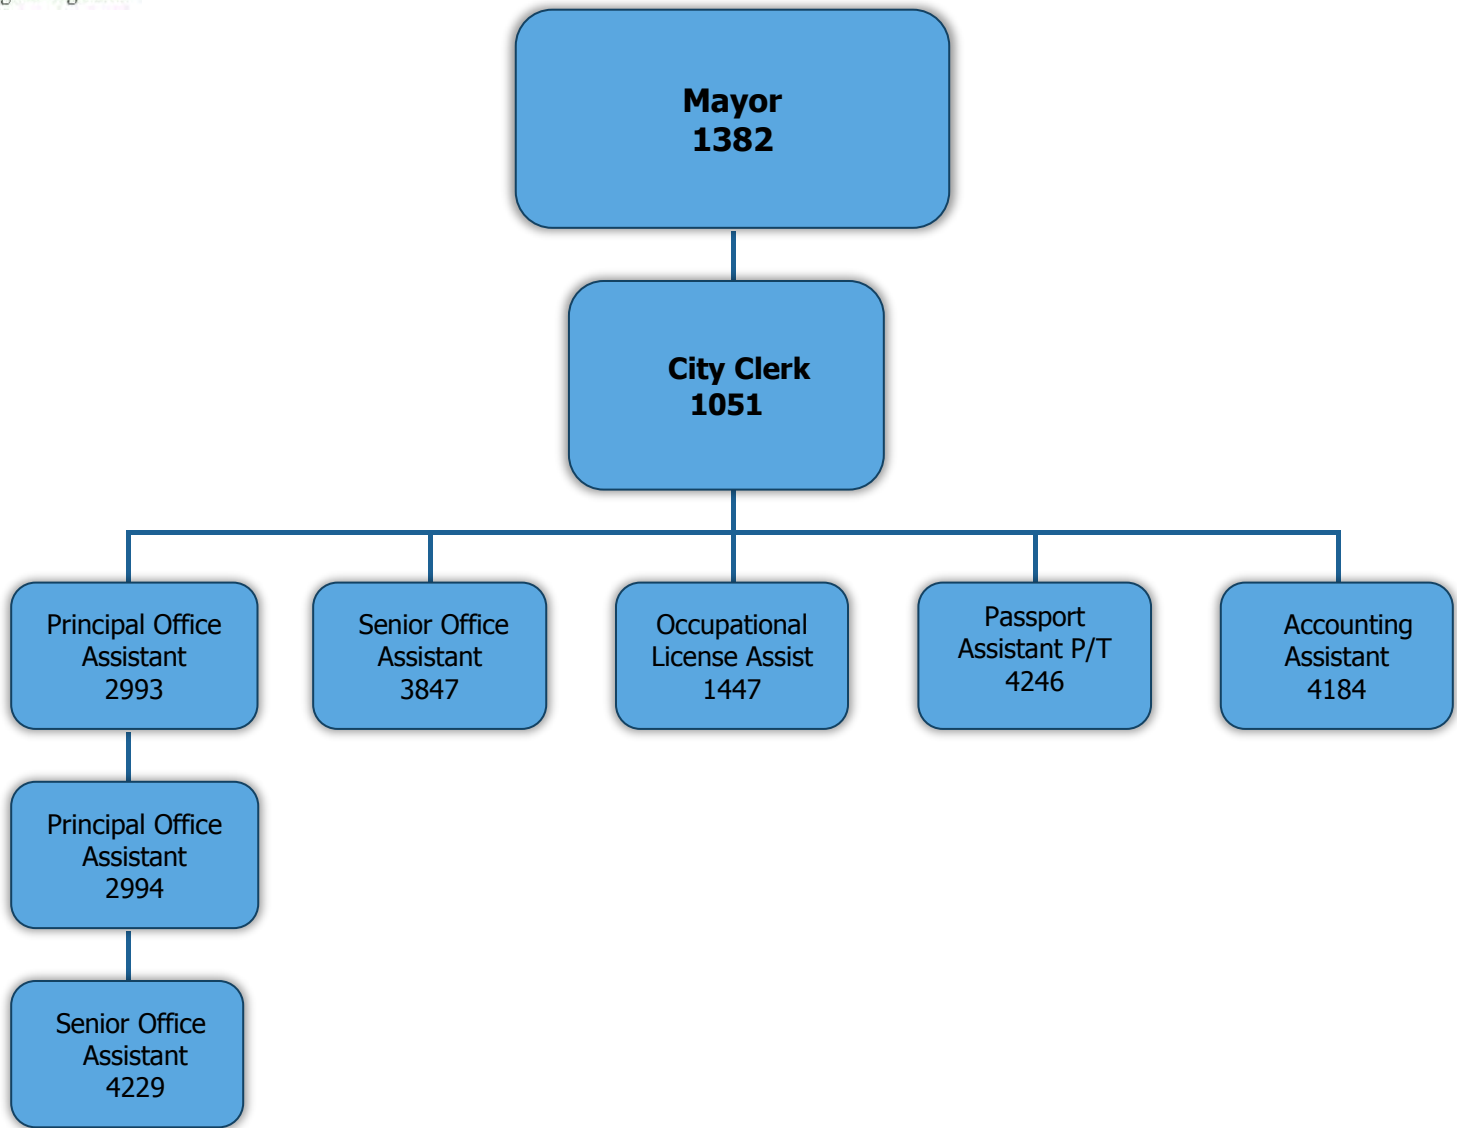 Mayor
1382
City Clerk
1051
Principal Office
Assistant
2993
Senior Office
Assistant
3847
Occupational
License Assist
1447
Passport
Assistant P/T
4246
Accounting
Assistant
4184
Principal Office
Assistant
2994
Senior Office
Assistant
4229